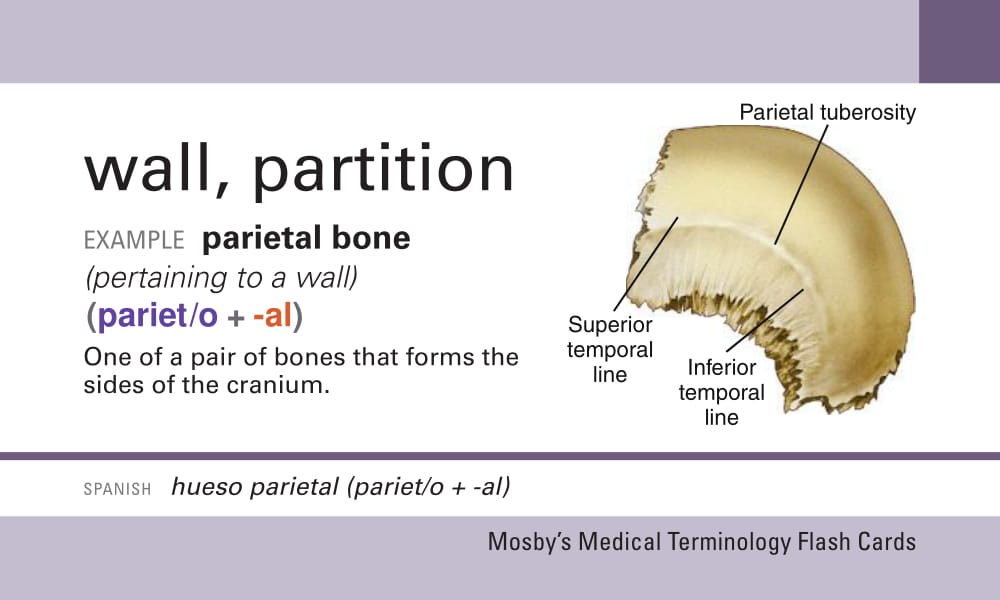 wall, partition
EXAMPLE parietal bone
(pertaining to a wall)
(pariet/o + -al)
One of a pair of bones that forms the
sides of the cranium.
Parietal tuberosity
Superior
temporal
line
Inferior
temporal
line
SPANISH hueso parietal (pariet/o + -al)
Mosby’s Medical Terminology Flash Cards